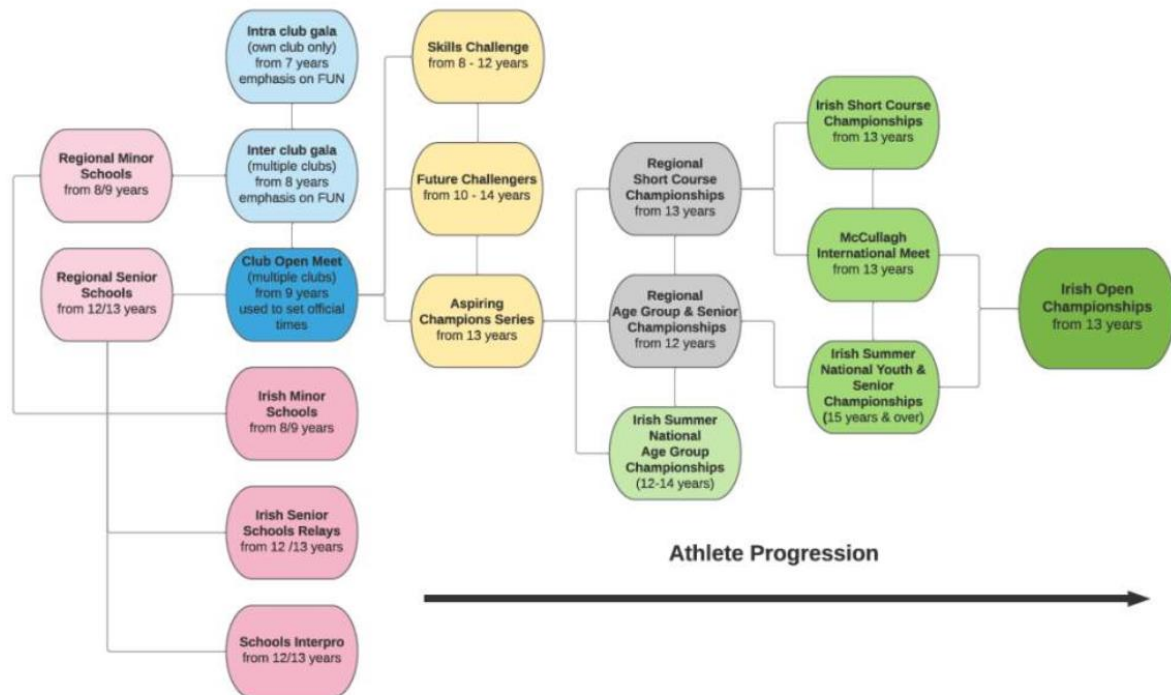 Intra club gala
(own club only)
from 7 years
emphasis on FUN
Inter club gala
(multiple clubs)
from 8 years
emphasis on FUN
Club Open Meet
(multiple clubs)
from 9 years
used to set official
times
Regional Minor
Schools
from 8/9 years
Regional Senior
Schools
from 12/13 years
Irish Minor
Schools
from 8/9 years
Irish Senior
Schools Relays
from 12 /13 years
Schools Interpro
from 12/13 years
Skills Challenge
from 8 - 12 years
Future Challengers
from 10 - 14 years
Aspiring
Champions Series
from 13 years
Regional
Short Course
Championships
from 13 years
Regional
Age Group & Senior
Championships
from 12 years
Irish Summer
National
Age Group
Championships
(12-14 years)
Irish Short Course
Championships
from 13 years
McCullagh
International Meet
from 13 years
Irish Summer
National Youth &
Senior
Championships
(15 years & over)
Irish Open
Championships
from 13 years
Athlete Progression